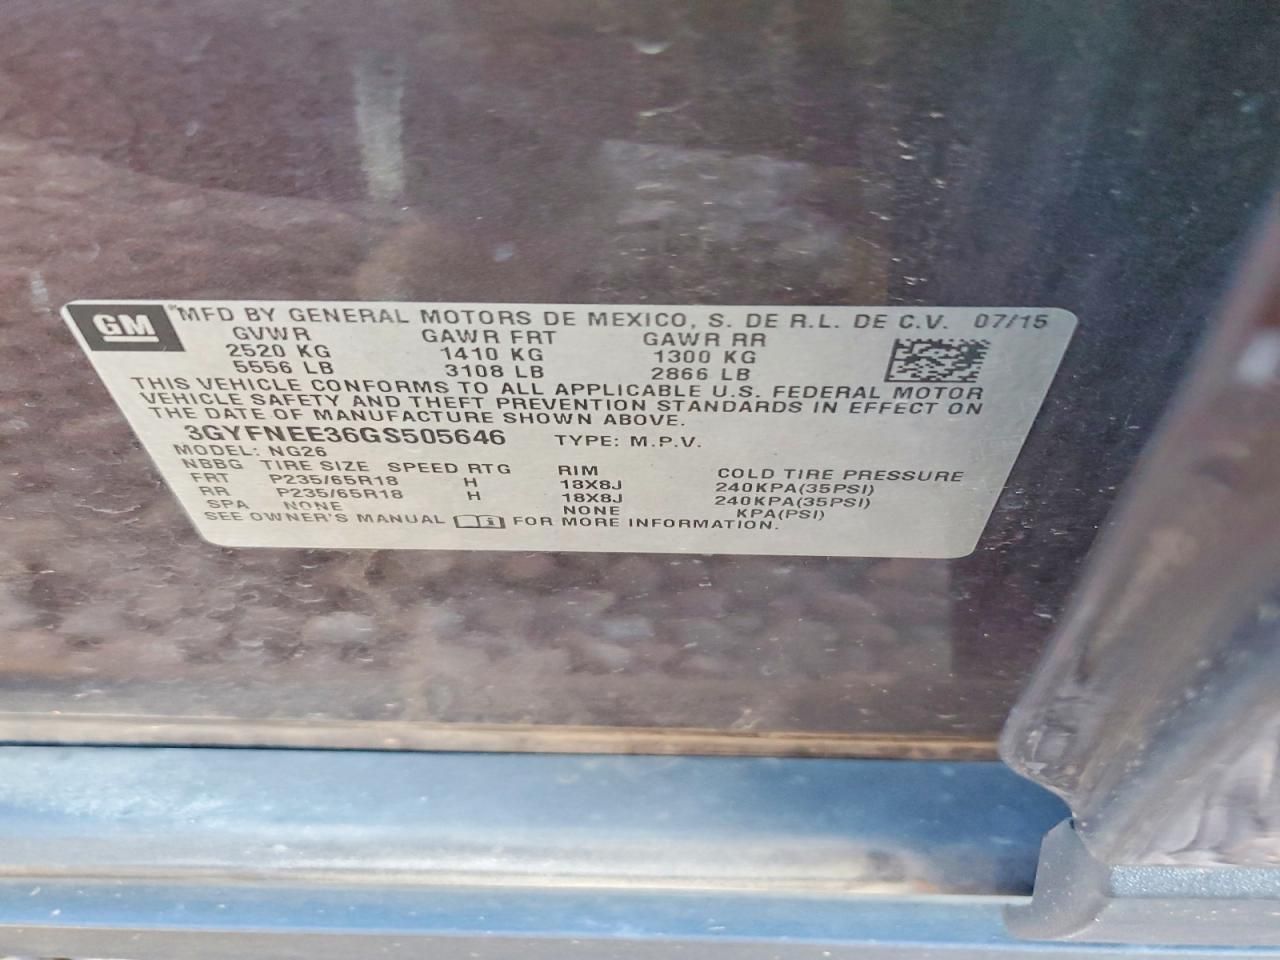 GM MFD BY GENERAL MOTORS DE MEXICO, S. DE R.L. DE C.V. 07/15
GVWR GAWR FRT GAWR RR
2520 KG 1410 KG 1300 KG
5556 LB 3108 LB 2866 LB
THIS VEHICLE CONFORMS TO ALL APPLICABLE U.S. FEDERAL MOTOR
VEHICLE SAFETY AND THEFT PREVENTION STANDARDS IN EFFECT ON
THE DATE OF MANUFACTURE SHOWN ABOVE.
3GYFNEE36GS505646 TYPE: M.P.V.
MODEL: NG26
NBBG TIRE SIZE SPEED RTG RIM COLD TIRE PRESSURE
FRT P235/65R18 H 18X8J 240KPA(35PSI)
RR P235/65R18 H 18X8J 240KPA(35PSI)
SPA NONE NONE KPA(PSI)
SEE OWNER'S MANUAL FOR MORE INFORMATION.